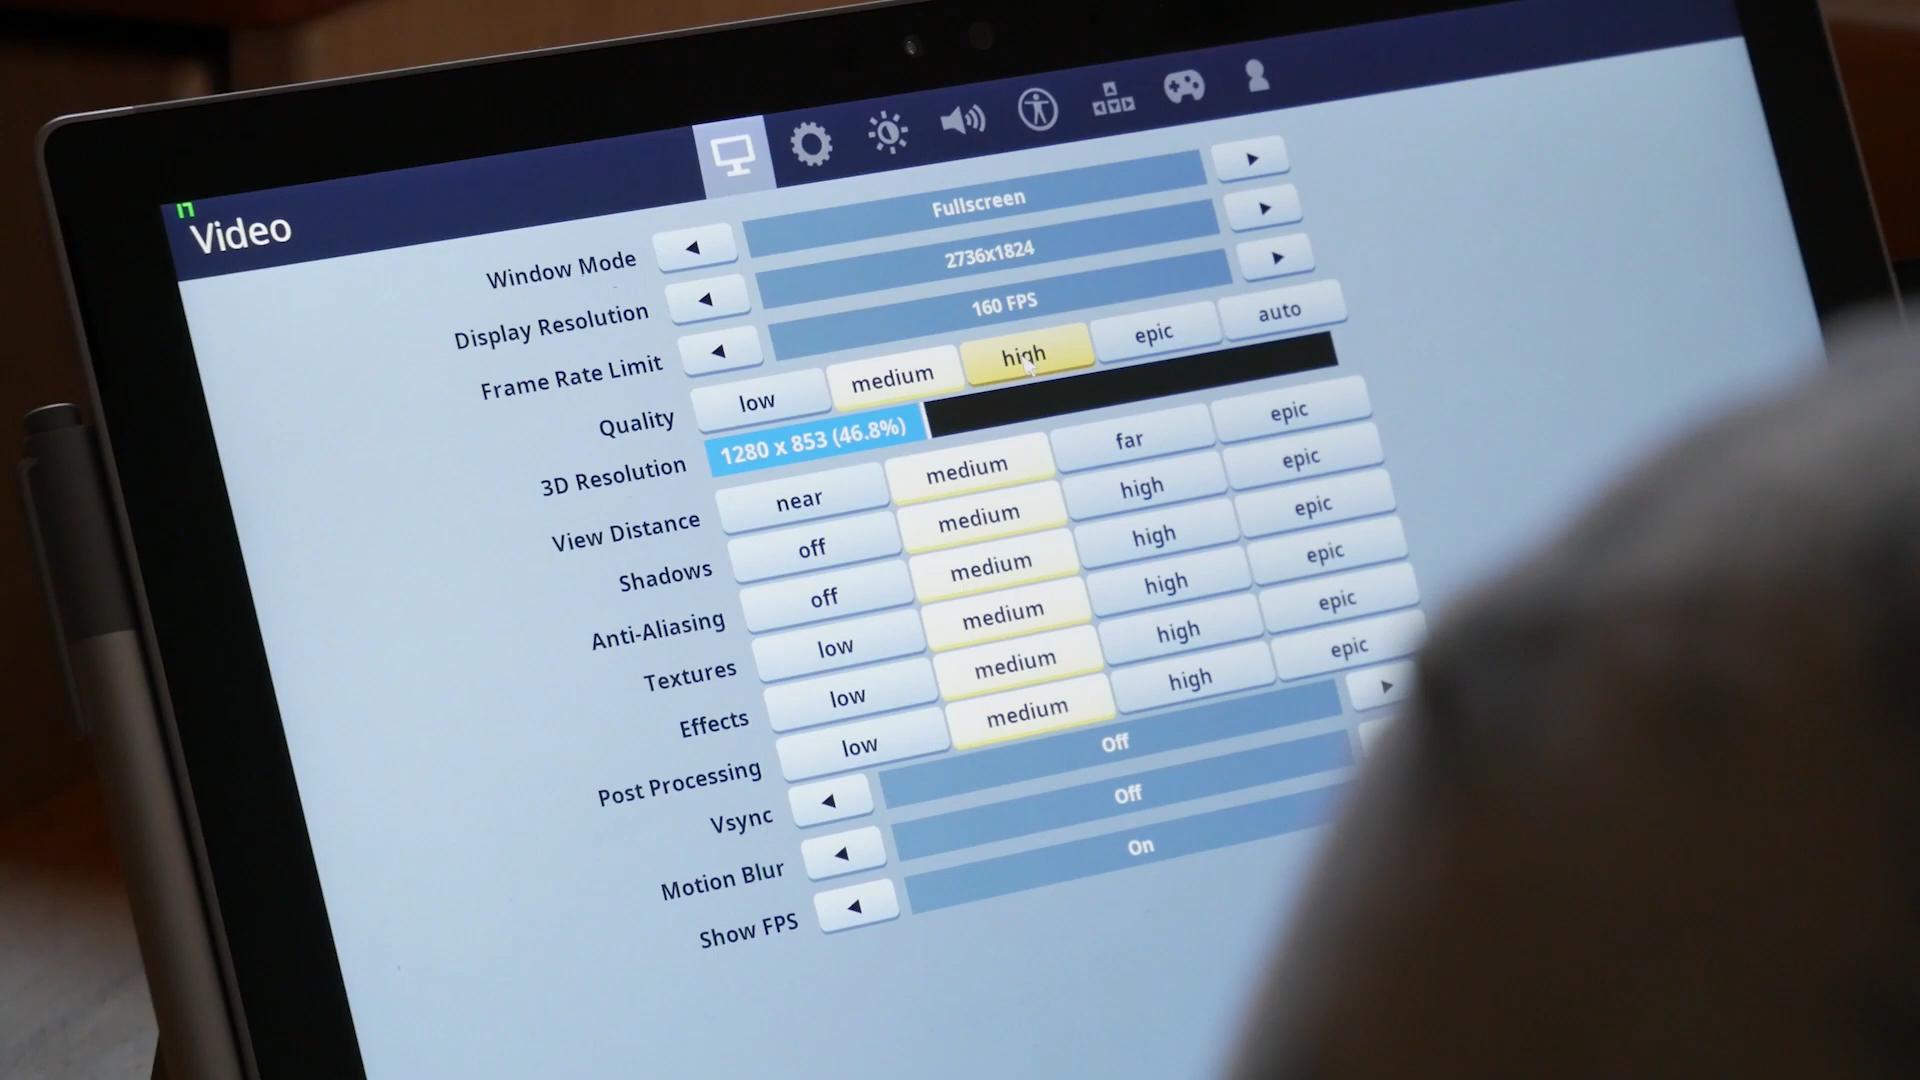 17
Video
Window Mode Fullscreen
Display Resolution 2736x1824
Frame Rate Limit 160 FPS
Quality low medium high epic auto
3D Resolution 1280 x 853 (46.8%)
View Distance near medium far epic
Shadows off medium high epic
Anti-Aliasing off medium high epic
Textures low medium high epic
Effects low medium high epic
Post Processing low medium high epic
Vsync Off
Motion Blur Off
Show FPS On